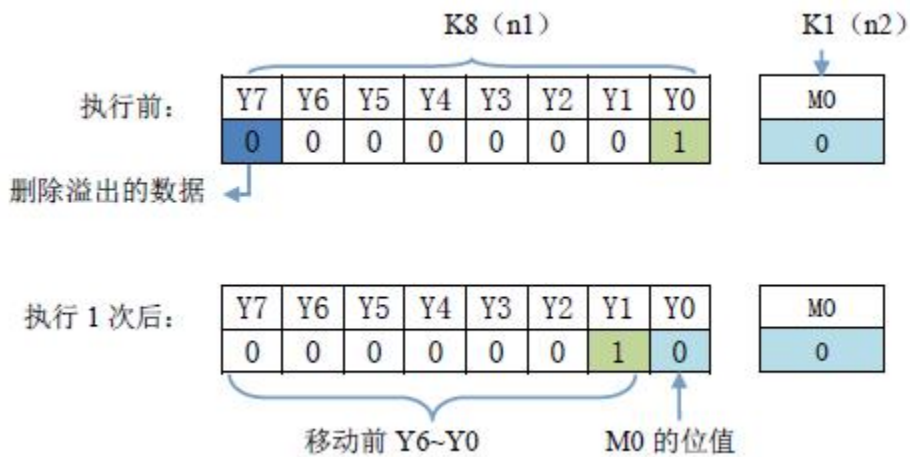 K8（n1） K1（n2）
执行前： Y7 Y6 Y5 Y4 Y3 Y2 Y1 Y0 M0
0 0 0 0 0 0 0 1 0
删除溢出的数据
执行 1 次后： Y7 Y6 Y5 Y4 Y3 Y2 Y1 Y0 M0
0 0 0 0 0 0 1 0 0
移动前 Y6~Y0 M0 的位值